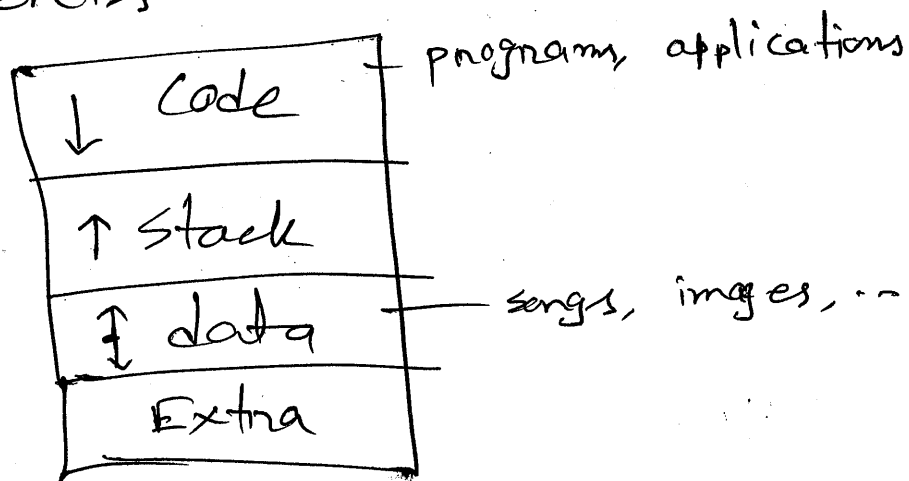 Code
programs, applications
↓
↑ Stack
↕ data
songs, images, ...
Extra